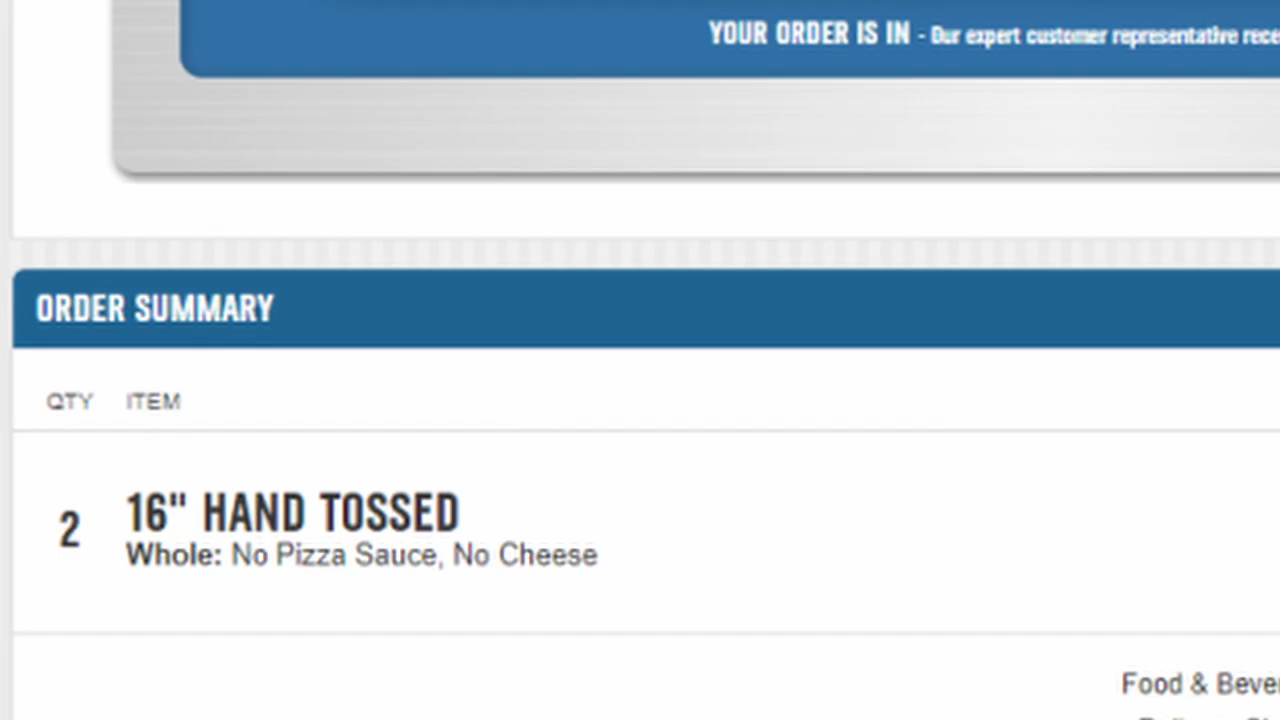 YOUR ORDER IS IN - Our expert customer representative
ORDER SUMMARY
QTY ITEM
2 16" HAND TOSSED
Whole: No Pizza Sauce, No Cheese
Food &